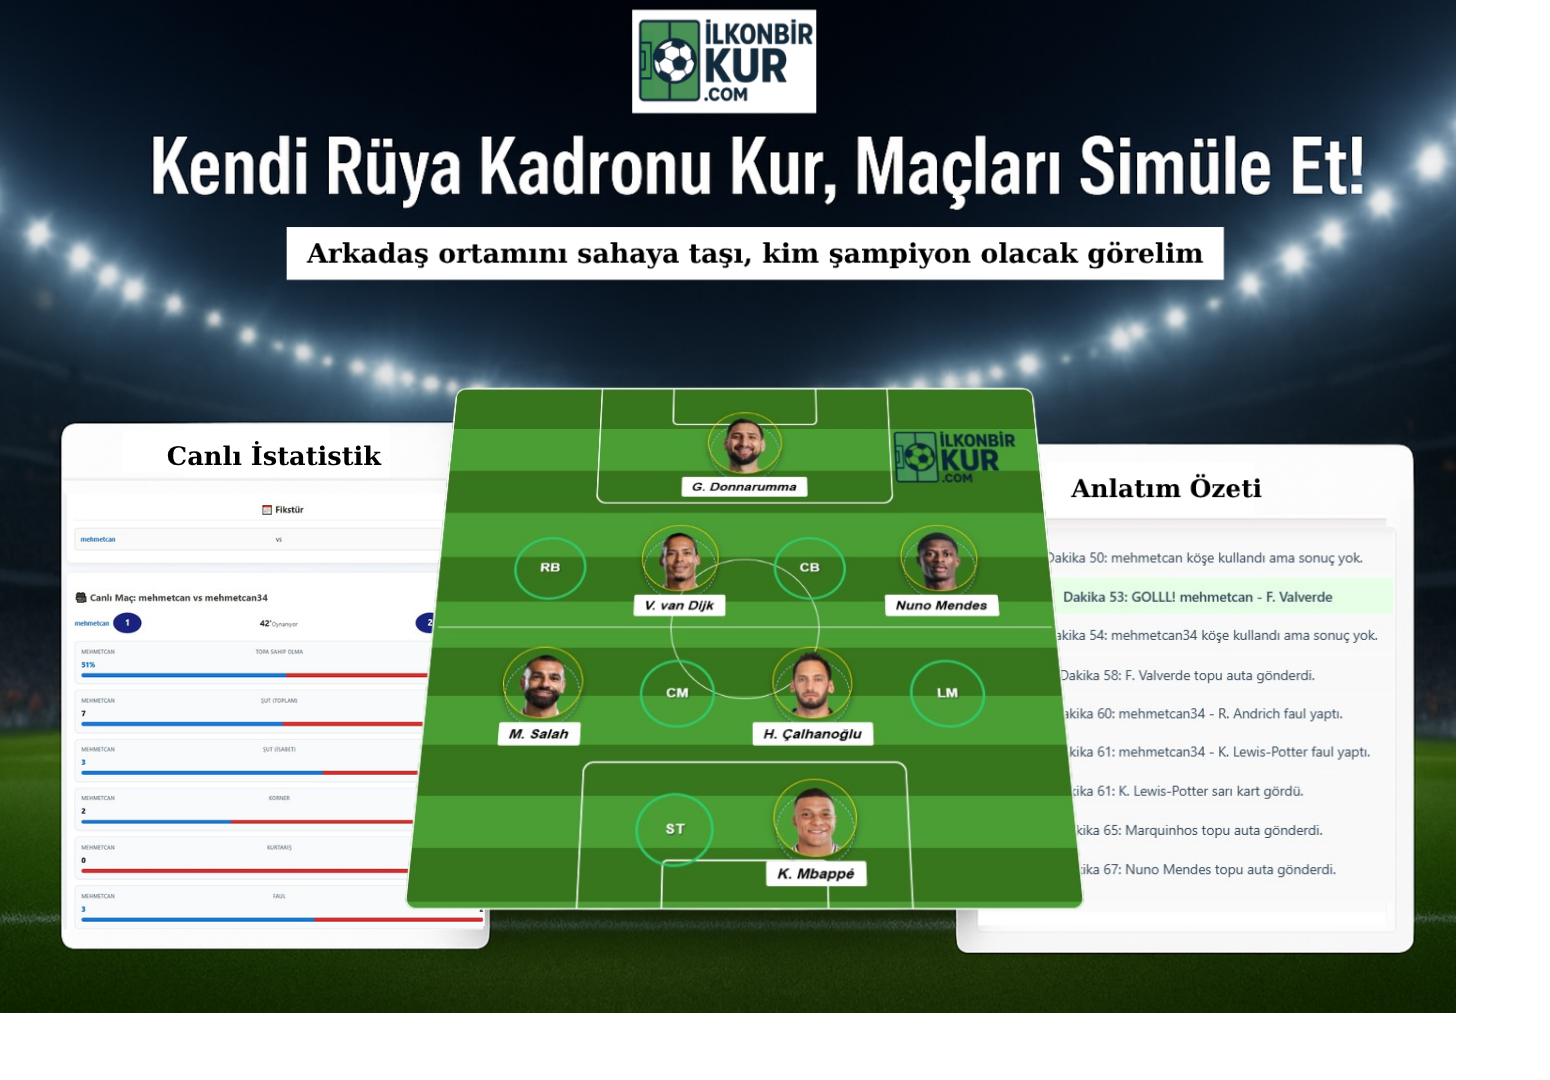 İLKONBİR
KUR
.COM
Kendi Rüya Kadronu Kur, Maçları Simüle Et!
Arkadaş ortamını sahaya taşı, kim şampiyon olacak görelim
Canlı İstatistik
Fikstür
mehmetcan vs
Canlı Maç: mehmetcan vs mehmetcan34
mehmetcan 1 42' Oynanıyor 2
MEHMETCAN TOPA SAHIP OLMA
51%
MEHMETCAN ŞUT (TOPLAM)
7
MEHMETCAN ŞUT (İSABET)
3
MEHMETCAN KORNER
2
MEHMETCAN KURTARIŞ
0
MEHMETCAN FAUL
3
İLKONBİR
KUR
.COM
G. Donnarumma
RB
CB
V. van Dijk
Nuno Mendes
CM
LM
M. Salah
H. Çalhanoğlu
ST
K. Mbappé
Anlatım Özeti
Dakika 50: mehmetcan köşe kullandı ama sonuç yok.
Dakika 53: GOLLL! mehmetcan - F. Valverde
akika 54: mehmetcan34 köşe kullandı ama sonuç yok.
Dakika 58: F. Valverde topu auta gönderdi.
akika 60: mehmetcan34 - R. Andrich faul yaptı.
kika 61: mehmetcan34 - K. Lewis-Potter faul yaptı.
kika 61: K. Lewis-Potter sarı kart gördü.
kika 65: Marquinhos topu auta gönderdi.
ika 67: Nuno Mendes topu auta gönderdi.